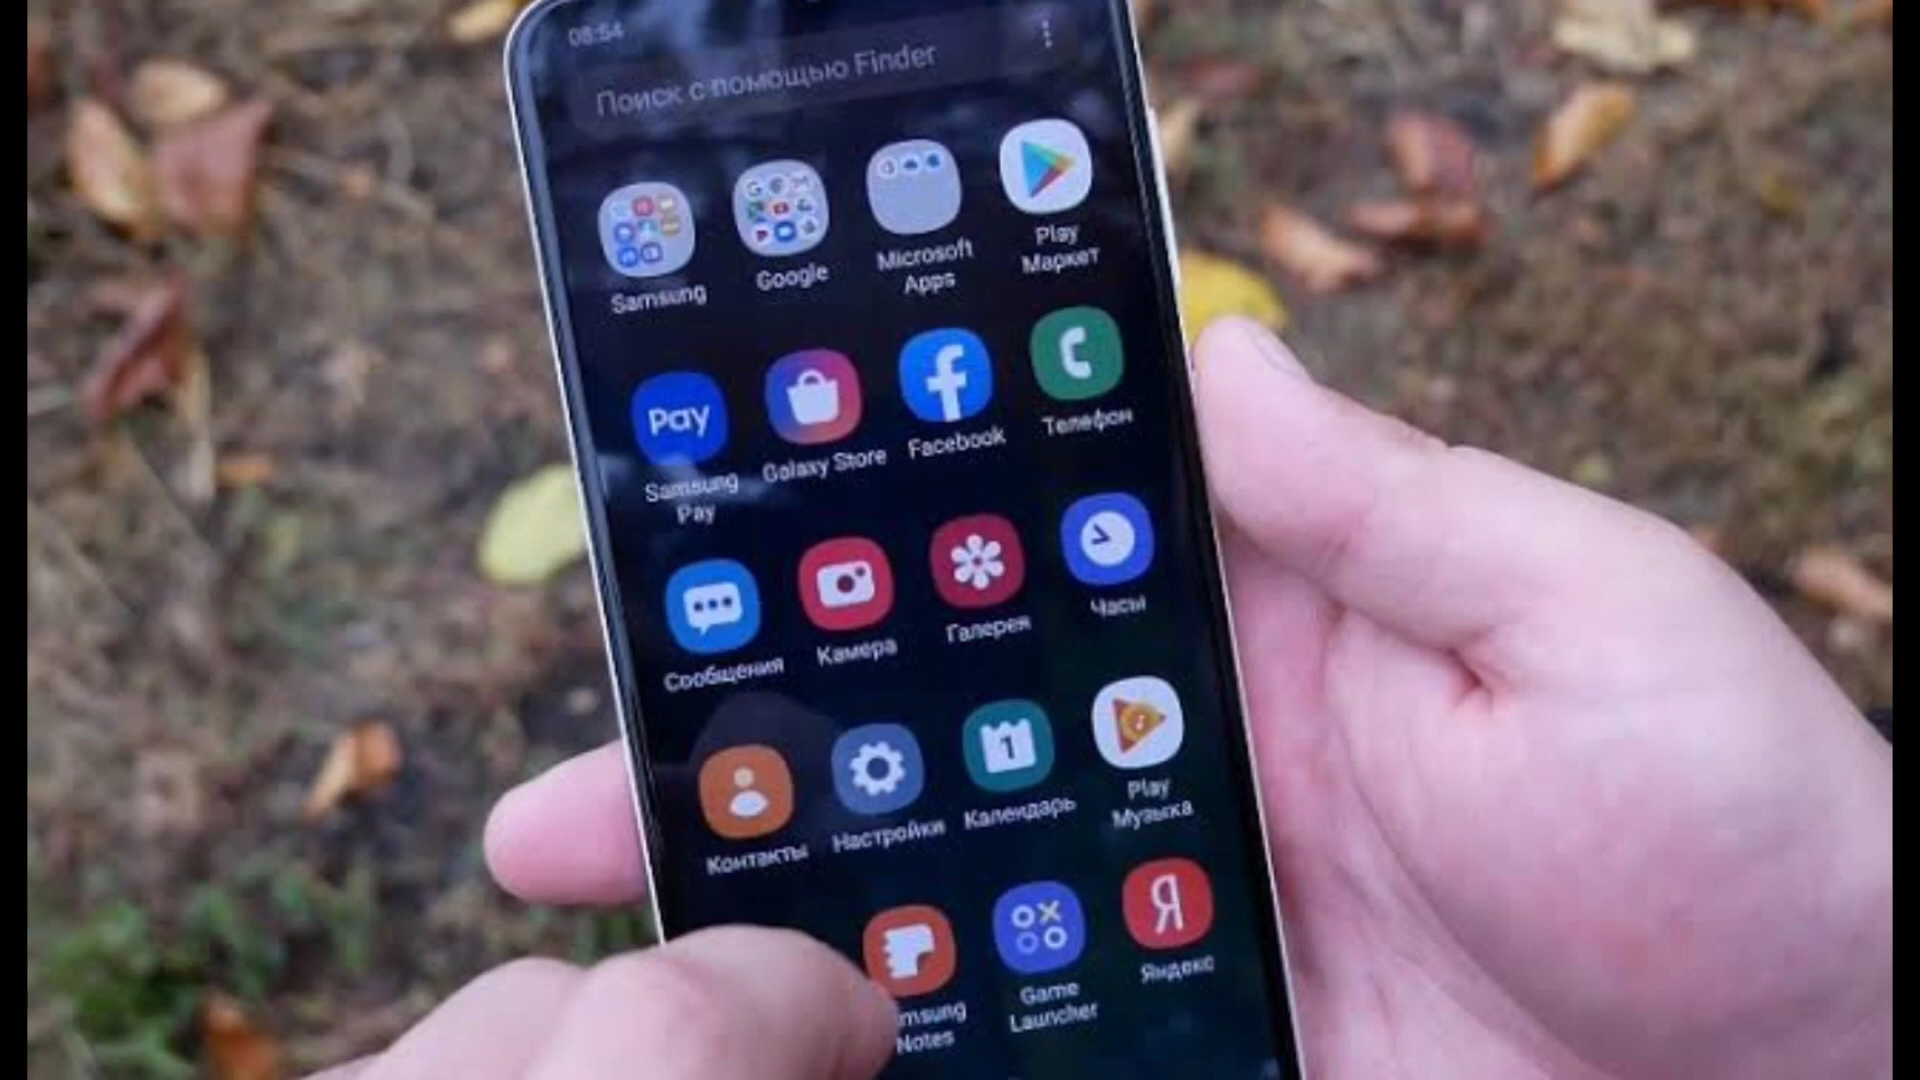 08:54
Поиск с помощью Finder
Samsung
Google
Microsoft
Apps
Play
Маркет
Pay
Samsung
Pay
Galaxy Store
Facebook
Телефон
Сообщения
Камера
Галерея
Часы
Контакты
Настройки
1
Календарь
Play
Музыка
msung
Notes
Game
Launcher
Я
Яндекс